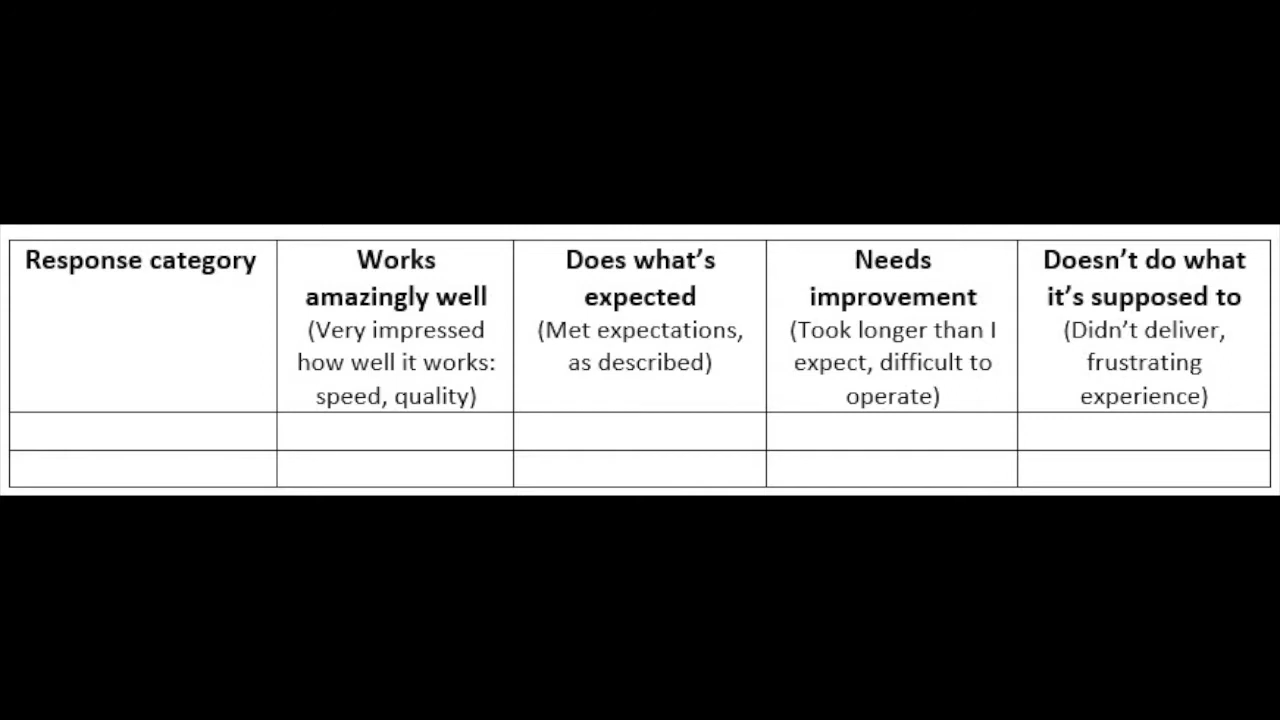 Response category
Works
amazingly well
(Very impressed
how well it works:
speed, quality)
Does what's
expected
(Met expectations,
as described)
Needs
improvement
(Took longer than I
expect, difficult to
operate)
Doesn't do what
it's supposed to
(Didn't deliver,
frustrating
experience)